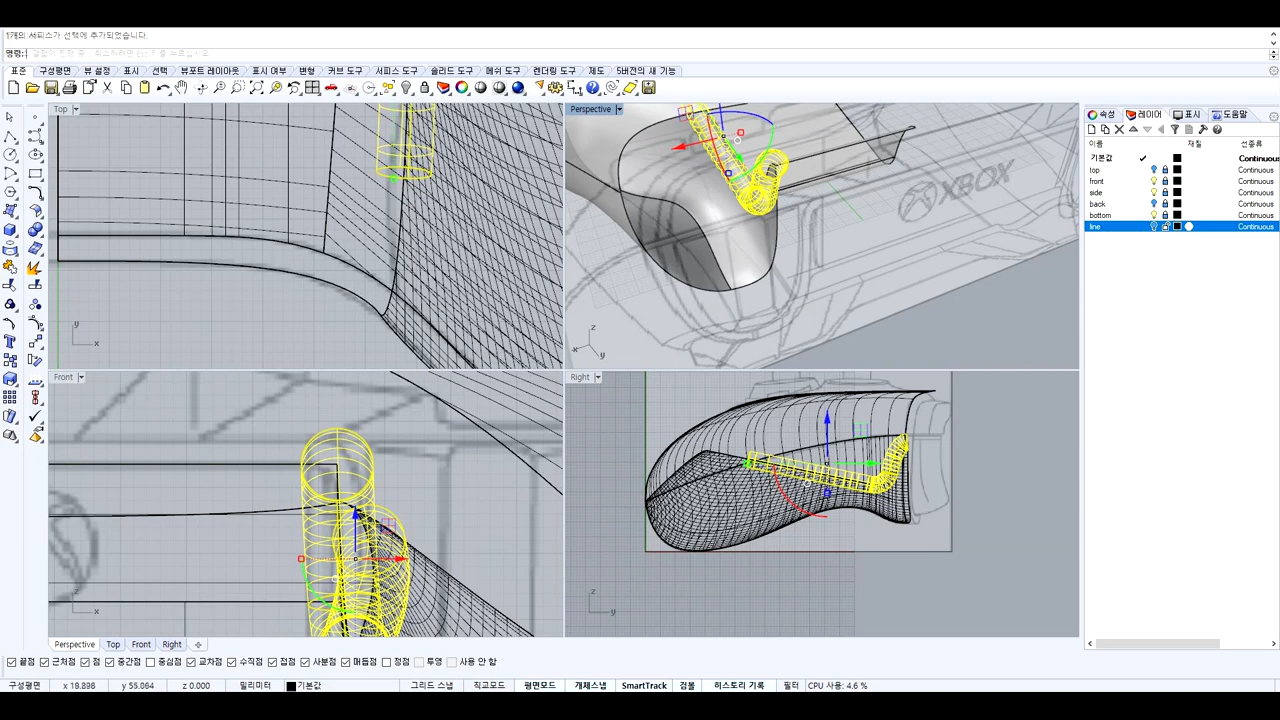 1개의 서피스가 선택에 추가되었습니다.
명령:
표준 구성평면 뷰 설정 표시 선택 뷰포트 레이아웃 표시 여부 변형 커브 도구 서피스 도구 솔리드 도구 메쉬 도구 렌더링 도구 제도 5버전의 새 기능
Top
Perspective
속성 레이어 표시 도움말
이름 재질 선종류
기본값 Continuous
top Continuous
front Continuous
side Continuous
back Continuous
bottom Continuous
line Continuous
XBOX
y
x
z
x
y
Front
Right
z
x
z
y
Perspective Top Front Right
끝점 근처점 점 중간점 중심점 교차점 수직점 접점 사분점 매듭점 정점 투영 사용 안 함
구성평면 x 18.898 y 55.064 z 0.000 밀리미터 기본값 그리드 스냅 직교모드 평면모드 개체스냅 SmartTrack 검볼 히스토리 기록 필터 CPU 사용: 4.6 %